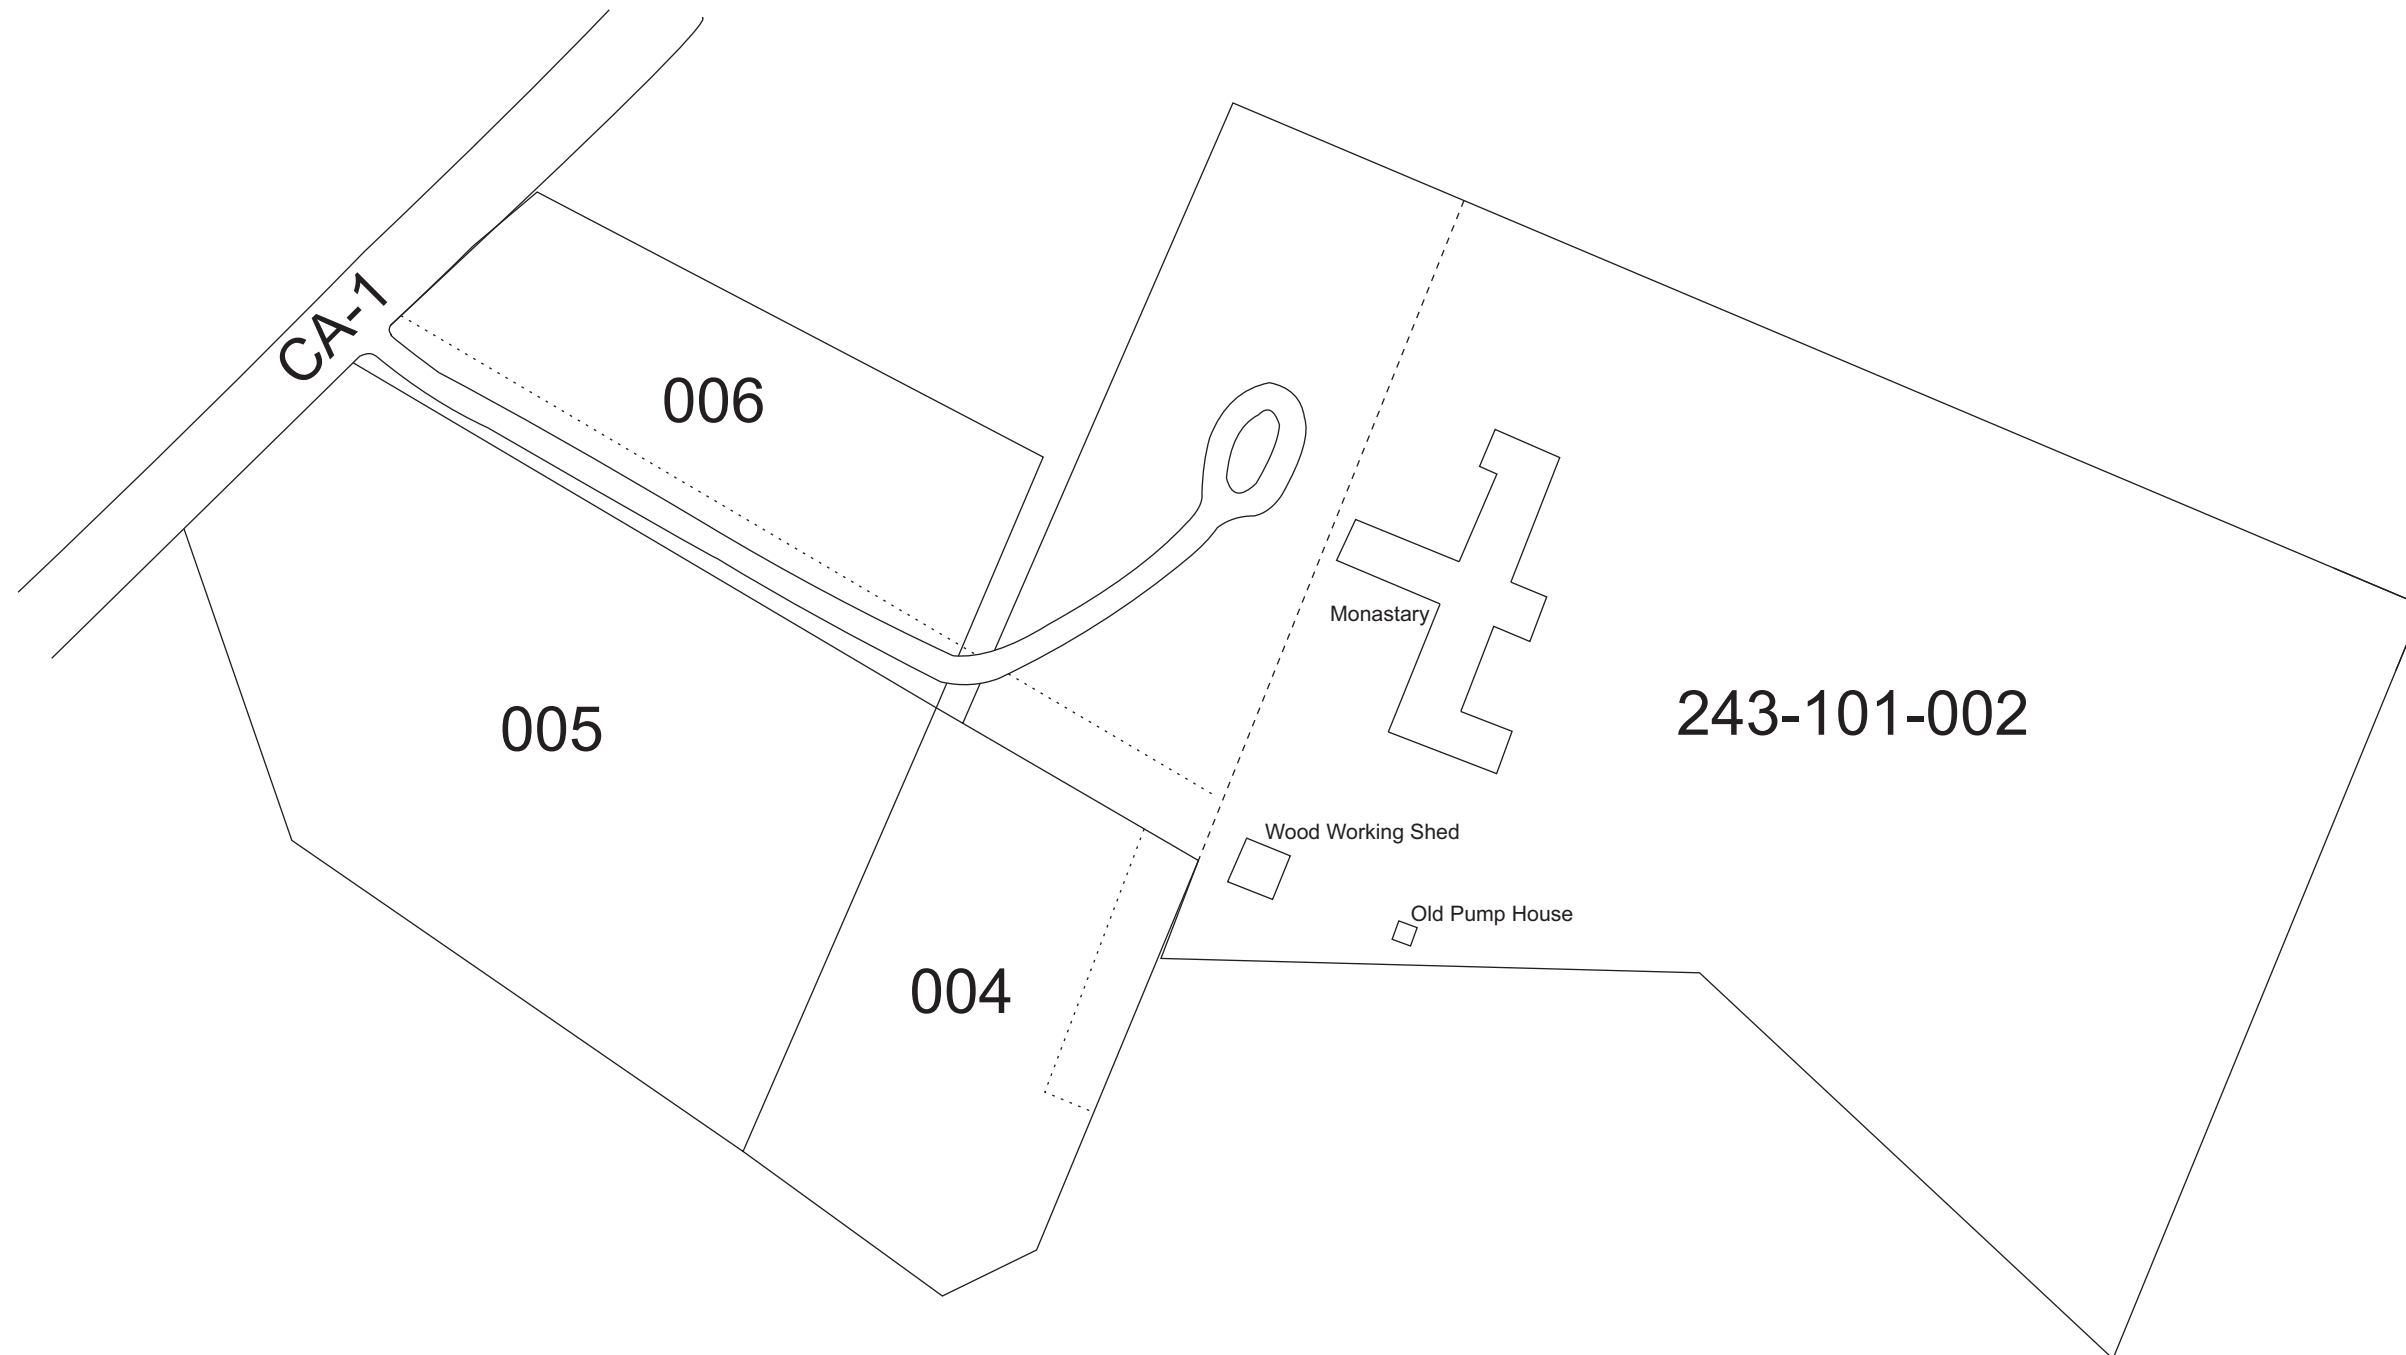 CA-1
006
Monastary
243-101-002
005
Wood Working Shed
Old Pump House
004